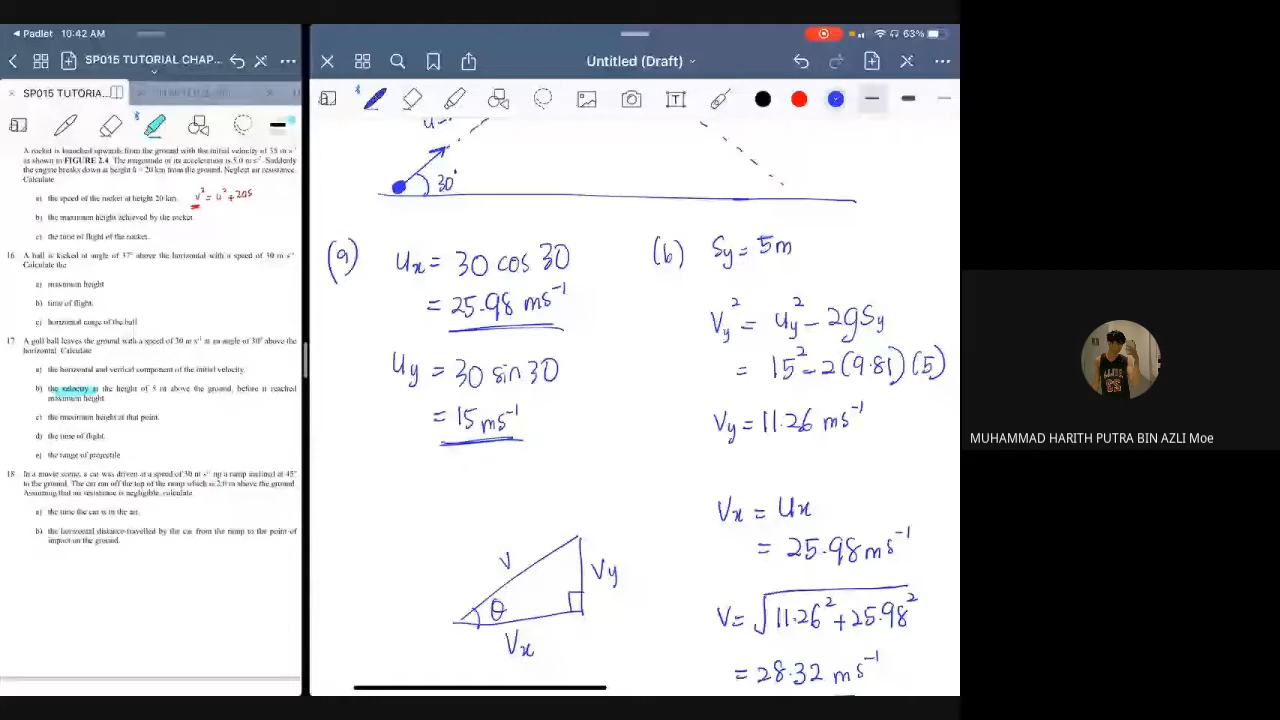 Padlet 10:42 AM
63%
SP015 TUTORIAL CHAP...
Untitled (Draft)
SP015 TUTORIA...
A rocket is launched upwards from the ground with the initial velocity of 35 m s⁻¹
as shown in FIGURE 2.4. The magnitude of its acceleration is 5.0 m s⁻². Suddenly
the engine breaks down at height h = 20 km from the ground. Neglect air resistance.
Calculate
a) the speed of the rocket at height 20 km. v² = u² + 2as
b) the maximum height achieved by the rocket.
c) the time of flight of the rocket.
16 A ball is kicked at angle of 37° above the horizontal with a speed of 30 m s⁻¹
Calculate the
a) maximum height
b) time of flight.
c) horizontal range of the ball
17 A golf ball leaves the ground with a speed of 30 m s⁻¹ at an angle of 30° above the
horizontal. Calculate
a) the horizontal and vertical component of the initial velocity.
b) the velocity at the height of 5 m above the ground, before it reached
maximum height.
c) the maximum height at that point.
d) the time of flight.
e) the range of projectile
18 In a movie scene, a car was driven at a speed of 30 m s⁻¹ up a ramp inclined at 45°
to the ground. The car ran off the top of the ramp which is 2.0 m above the ground.
Assuming that air resistance is negligible, calculate
a) the time the car is in the air.
b) the horizontal distance travelled by the car from the ramp to the point of
impact on the ground.
30°
(a) ux = 30 cos 30
= 25.98 ms⁻¹
uy = 30 sin 30
= 15 ms⁻¹
V
θ
Vy
Vx
(b) Sy = 5m
Vy² = uy² - 2gSy
= 15² - 2(9.81)(5)
Vy = 11.26 ms⁻¹
Vx = Ux
= 25.98 ms⁻¹
V = √11.26² + 25.98²
= 28.32 ms⁻¹
MUHAMMAD HARITH PUTRA BIN AZLI Moe